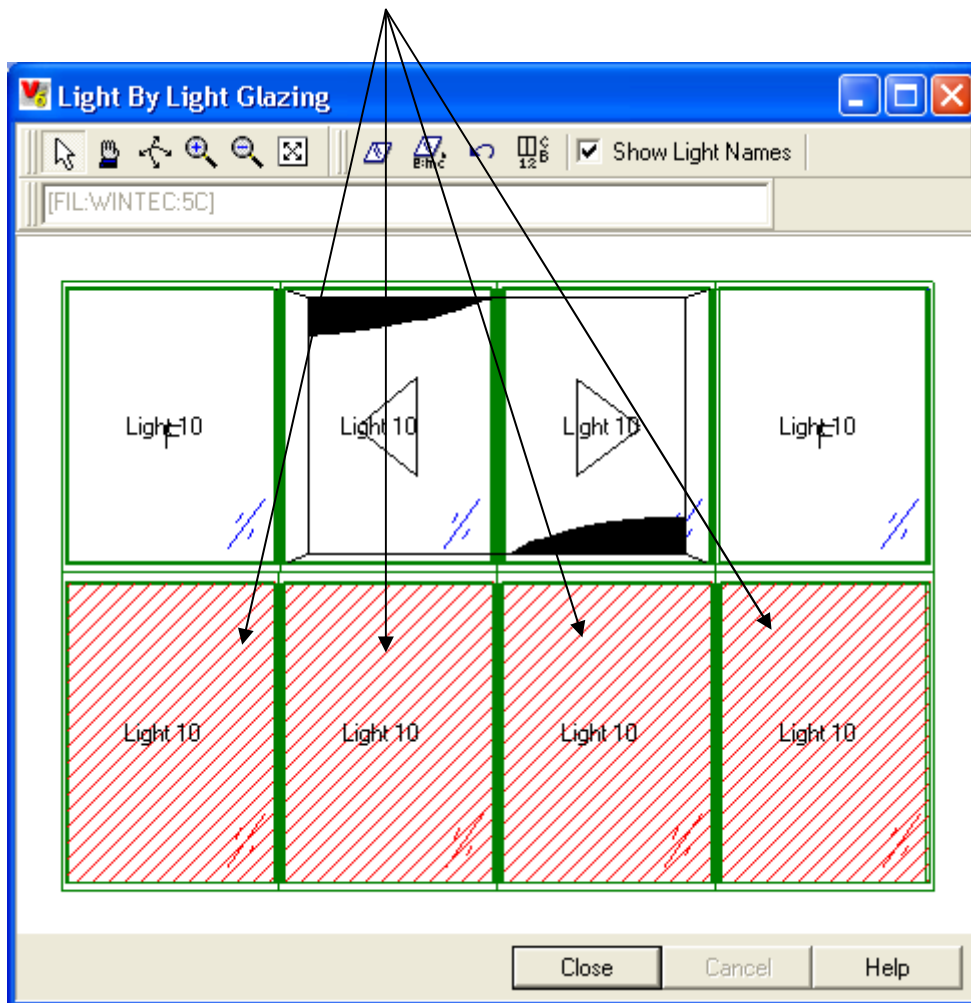 Light By Light Glazing
Show Light Names
[FIL:WINTEC:5C]
Light 10 Light 10 Light 10 Light 10
Light 10 Light 10 Light 10 Light 10
Close Cancel Help